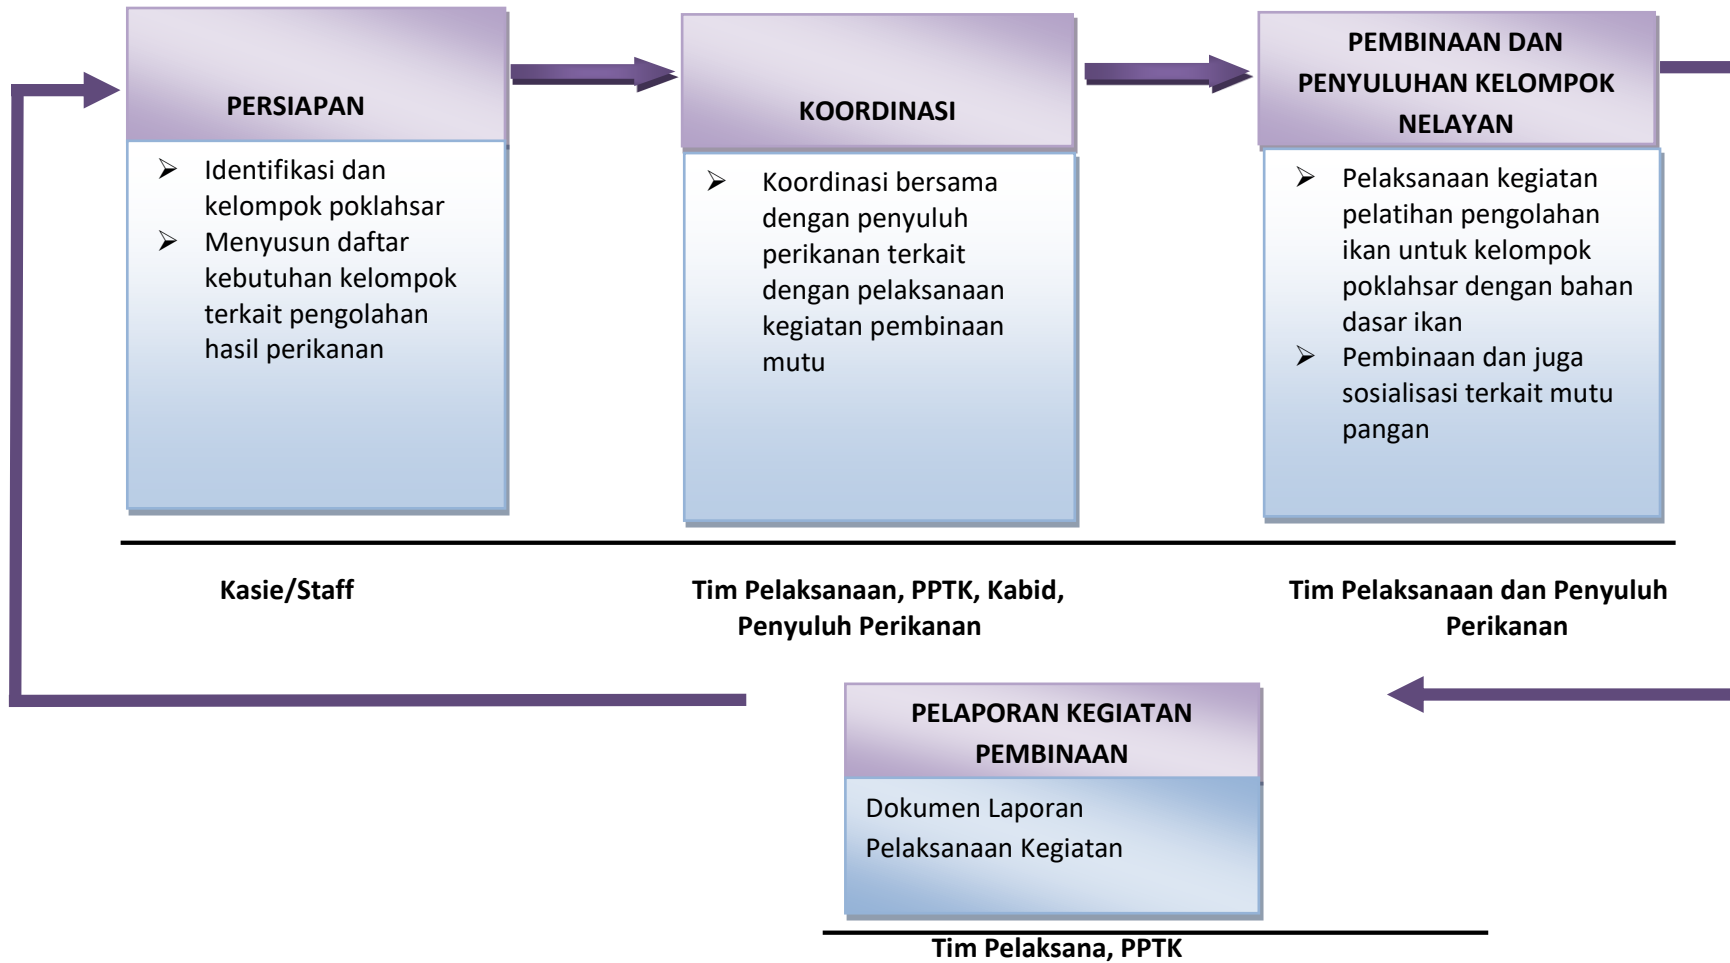 PERSIAPAN
➢ Identifikasi dan
kelompok poklahsar
➢ Menyusun daftar
kebutuhan kelompok
terkait pengolahan
hasil perikanan
KOORDINASI
➢ Koordinasi bersama
dengan penyuluh
perikanan terkait
dengan pelaksanaan
kegiatan pembinaan
mutu
PEMBINAAN DAN
PENYULUHAN KELOMPOK
NELAYAN
➢ Pelaksanaan kegiatan
pelatihan pengolahan
ikan untuk kelompok
poklahsar dengan bahan
dasar ikan
➢ Pembinaan dan juga
sosialisasi terkait mutu
pangan
Kasie/Staff
Tim Pelaksanaan, PPTK, Kabid,
Penyuluh Perikanan
Tim Pelaksanaan dan Penyuluh
Perikanan
PELAPORAN KEGIATAN
PEMBINAAN
Dokumen Laporan
Pelaksanaan Kegiatan
Tim Pelaksana, PPTK